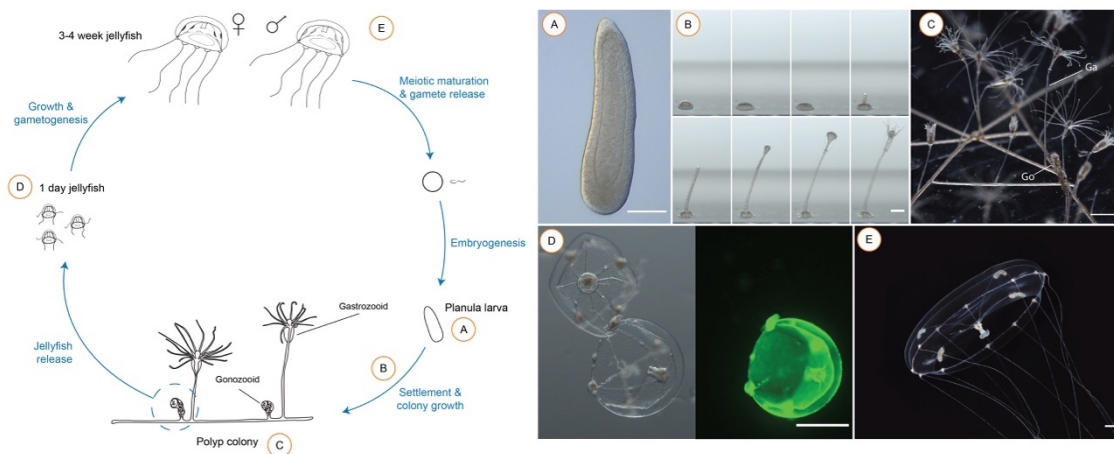 3-4 week jellyfish
E
Meiotic maturation
& gamete release
Growth &
gametogenesis
D
1 day jellyfish
Embryogenesis
Planula larva
A
Gastrozooid
B
Jellyfish
release
Gonozooid
Settlement &
colony growth
Polyp colony
C
A
B
C
Ga
Go
D
E